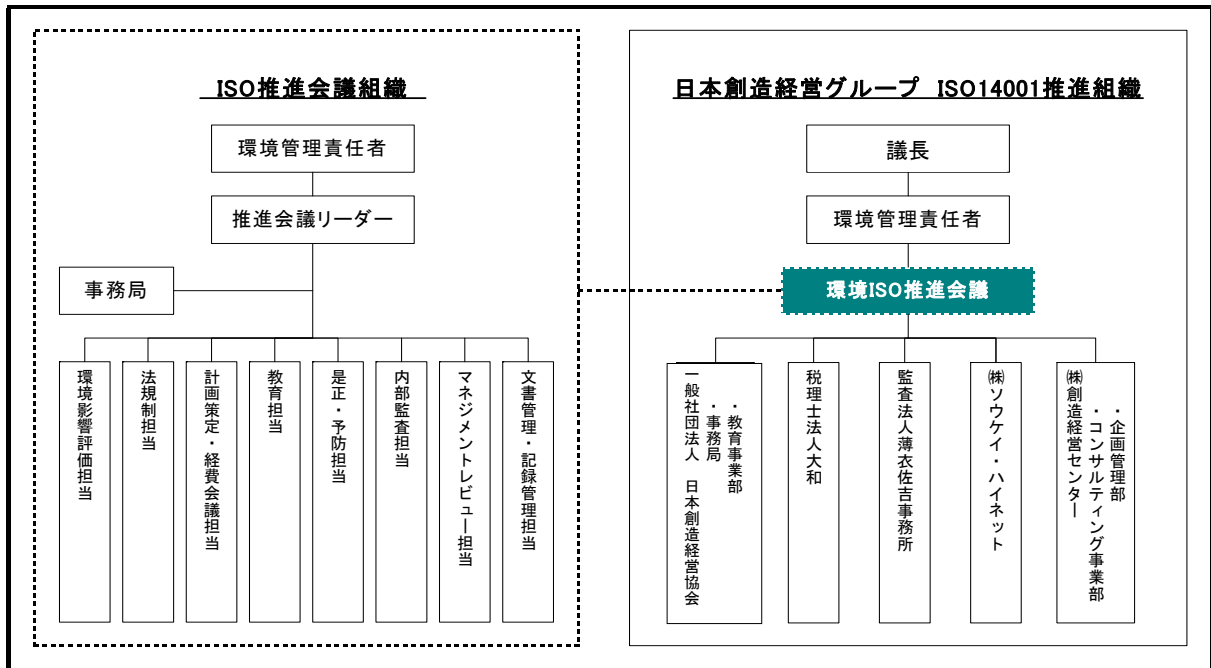 ISO推進会議組織
環境管理責任者
推進会議リーダー
事務局
環境影響評価担当
法規制担当
計画策定・経費会議担当
教育担当
是正・予防担当
内部監査担当
マネジメントレビュー担当
文書管理・記録管理担当
日本創造経営グループ ISO14001推進組織
議長
環境管理責任者
環境ISO推進会議
一般社団法人 日本創造経営協会
・事務局
・教育事業部
税理士法人大和
監査法人薄衣佐吉事務所
㈱ソウケイ・ハイネット
㈱創造経営センター
・コンサルティング事業部
・企画管理部